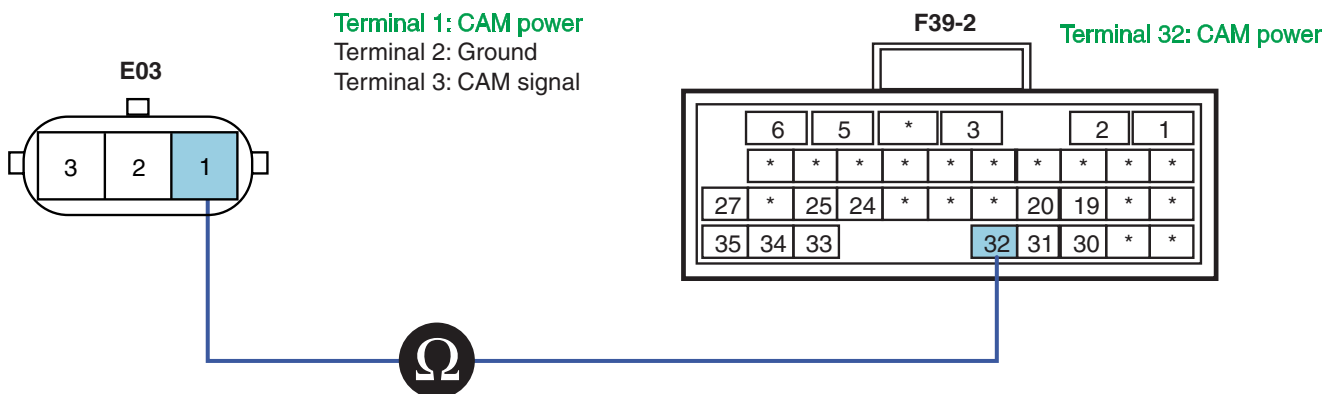 Terminal 1: CAM power
Terminal 2: Ground
Terminal 3: CAM signal
E03
3 2 1
F39-2
Terminal 32: CAM power
6 5 * 3 2 1
* * * * * * * * * *
27 * 25 24 * * * 20 19 * *
35 34 33 32 31 30 * *
Ω